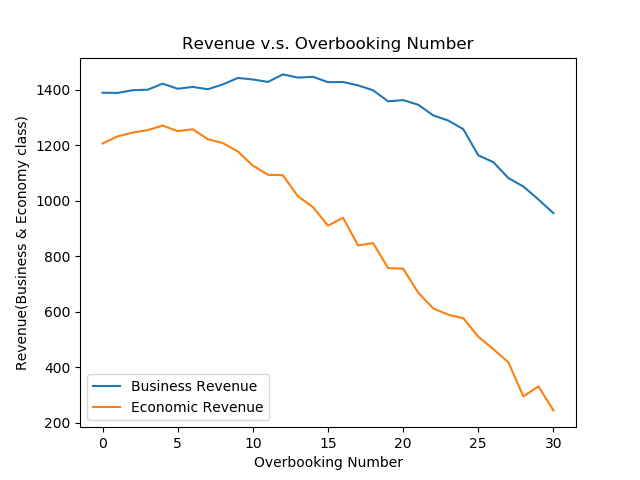 Revenue v.s. Overbooking Number
Revenue(Business & Economy class)
1400
1200
1000
800
600
400
200
Business Revenue
Economic Revenue
0 5 10 15 20 25 30
Overbooking Number